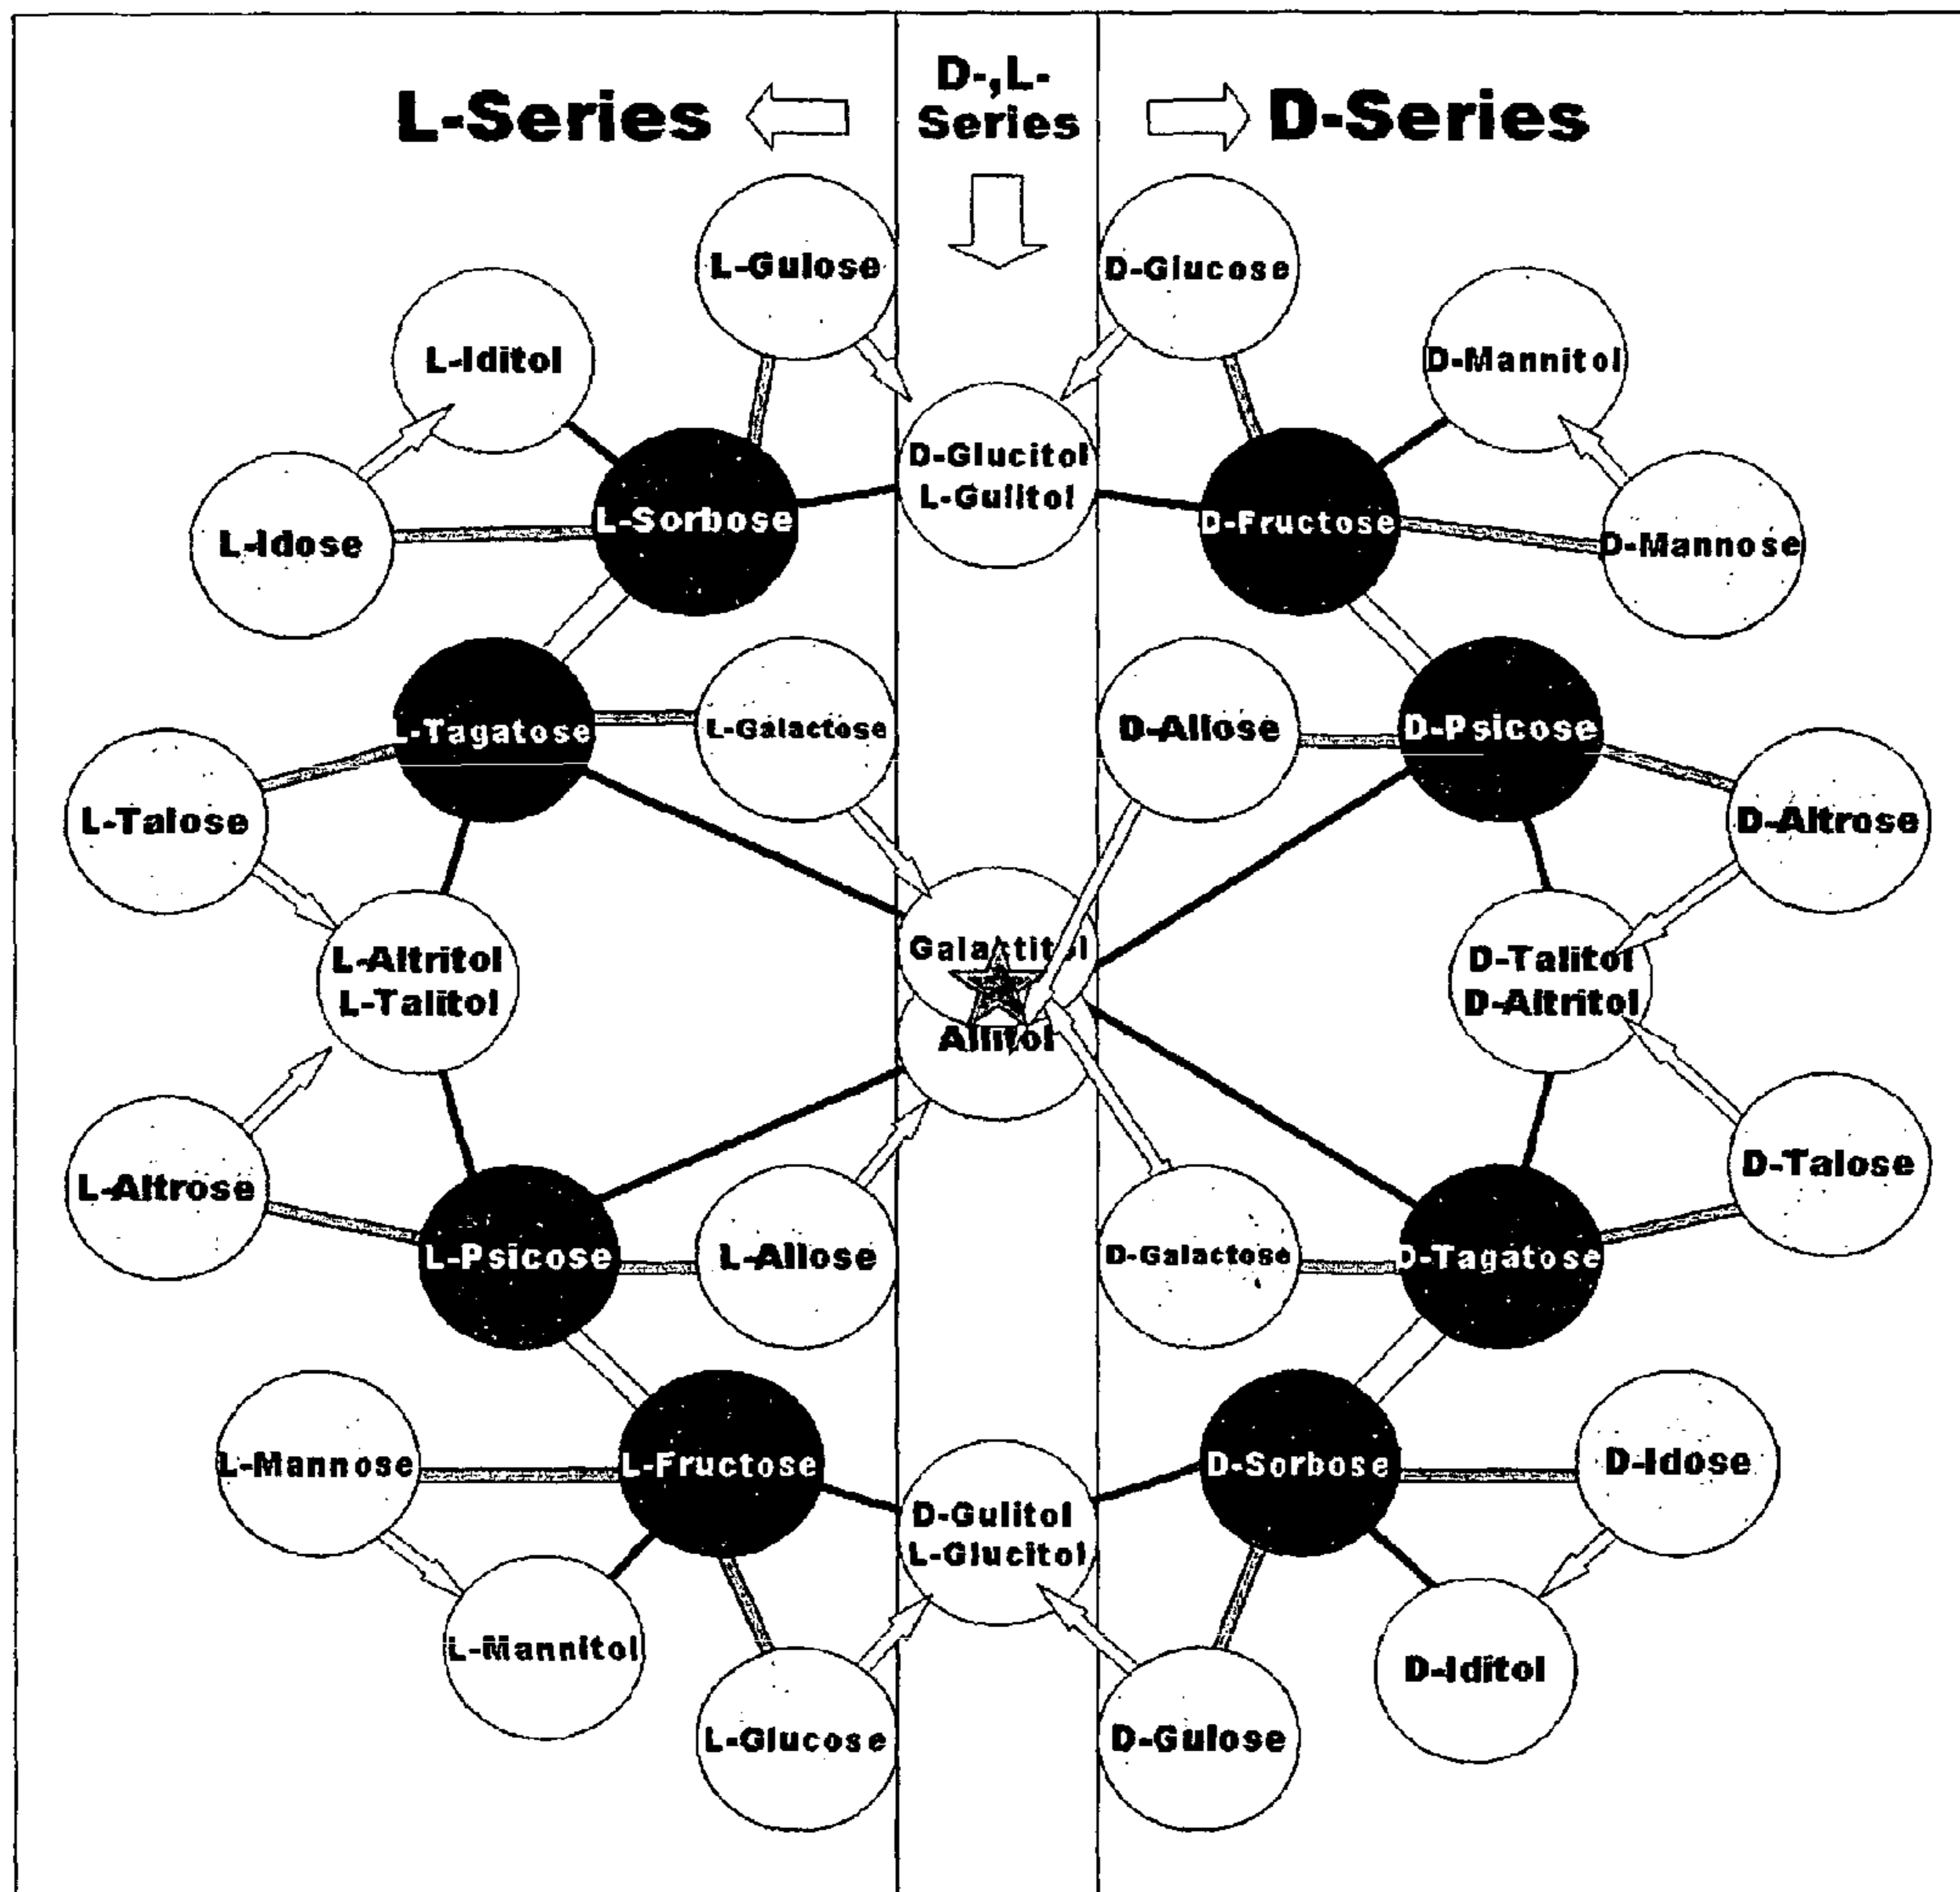 D-,L-
Series
L-Series
D-Series
L-Gulose
D-Glucose
L-Iditol
D-Mannitol
D-Glucitol
L-Gulitol
L-Sorbose
D-Fructose
L-Idose
D-Mannose
L-Tagatose
L-Galactose
D-Allose
D-Psicose
L-Talose
D-Altrose
Galactitol
L-Altritol
L-Talitol
D-Talitol
D-Altritol
Allitol
L-Altrose
D-Talose
L-Psicose
L-Allose
D-Galactose
D-Tagatose
L-Mannose
L-Fructose
D-Sorbose
D-Idose
D-Gulitol
L-Glucitol
L-Mannitol
D-Iditol
L-Glucose
D-Gulose